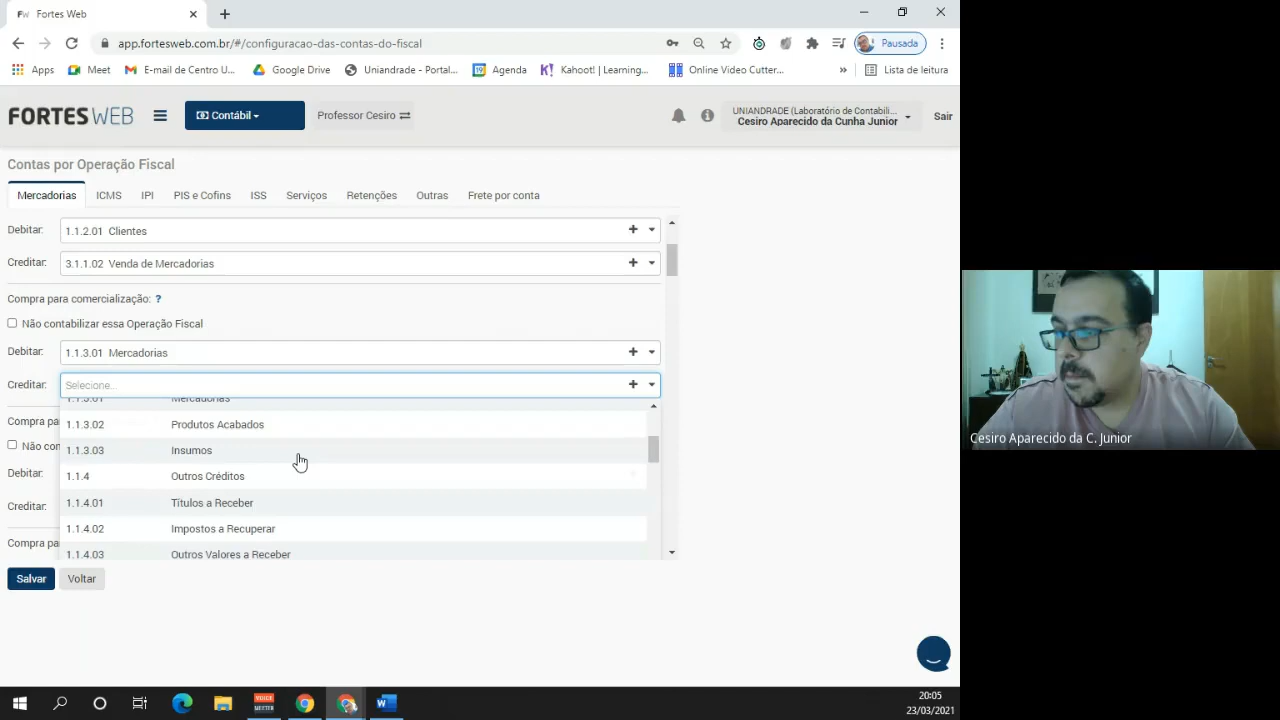 Fortes Web
app.fortesweb.com.br/#/configuracao-das-contas-do-fiscal
Pausada
Apps
Meet
E-mail de Centro U...
Google Drive
Uniandrade - Portal...
Agenda
Kahoot! | Learning...
Online Video Cutter...
»
Lista de leitura
FORTES WEB
Contábil
Professor Cesiro
UNIANDRADE (Laboratório de Contabili...
Cesiro Aparecido da Cunha Junior
Sair
Contas por Operação Fiscal
Mercadorias
ICMS
IPI
PIS e Cofins
ISS
Serviços
Retenções
Outras
Frete por conta
Debitar:
1.1.2.01 Clientes
Creditar:
3.1.1.02 Venda de Mercadorias
Compra para comercialização: ?
Não contabilizar essa Operação Fiscal
Debitar:
1.1.3.01 Mercadorias
Creditar:
Selecione...
1.1.3.01 Mercadorias
Compra pa
1.1.3.02 Produtos Acabados
Não con
1.1.3.03 Insumos
Debitar:
1.1.4 Outros Créditos
Creditar:
1.1.4.01 Títulos a Receber
1.1.4.02 Impostos a Recuperar
Compra pa
1.1.4.03 Outros Valores a Receber
Salvar
Voltar
Cesiro Aparecido da C. Junior
VOICE
MEETER
20:05
23/03/2021